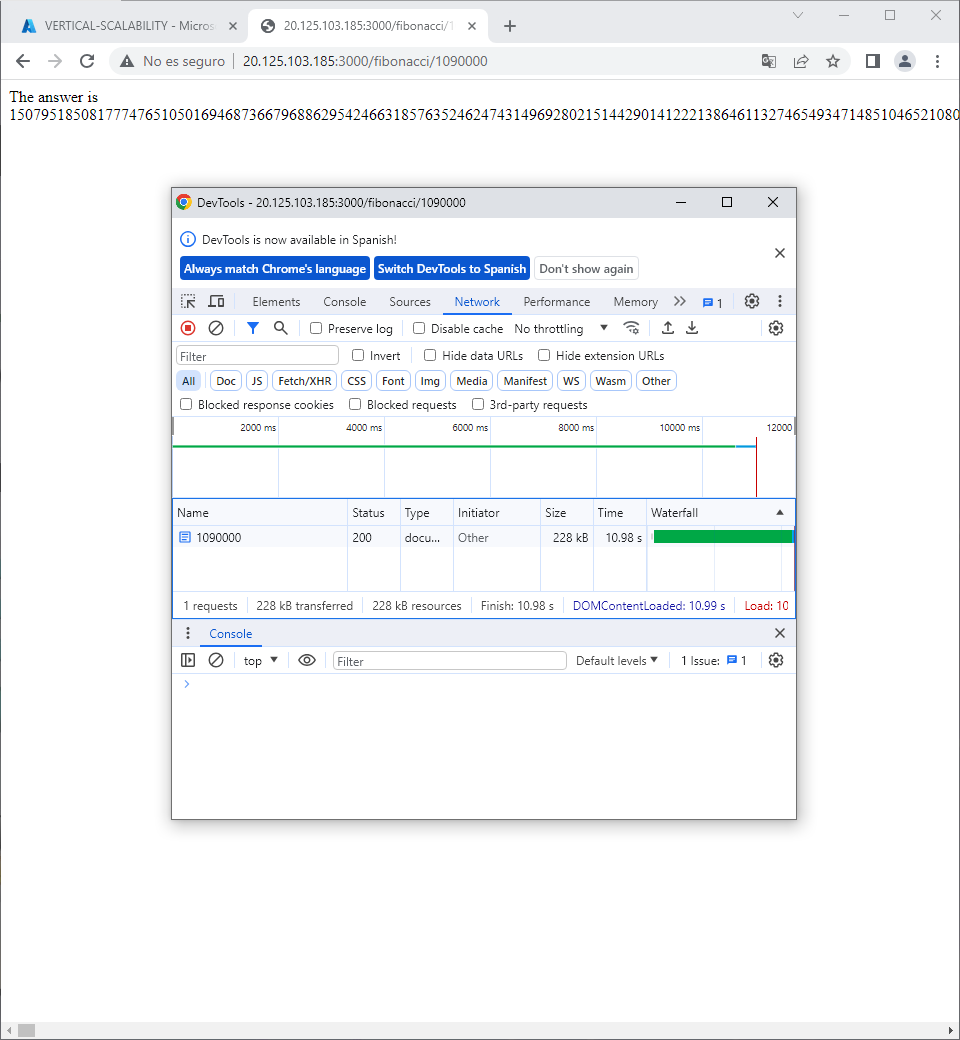 VERTICAL-SCALABILITY - Micros
20.125.103.185:3000/fibonacci/1
No es seguro 20.125.103.185:3000/fibonacci/1090000
The answer is
DevTools - 20.125.103.185:3000/fibonacci/1090000
DevTools is now available in Spanish!
Always match Chrome's language Switch DevTools to Spanish Don't show again
Elements Console Sources Network Performance Memory 1
Preserve log Disable cache No throttling
Filter Invert Hide data URLs Hide extension URLs
All Doc JS Fetch/XHR CSS Font Img Media Manifest WS Wasm Other
Blocked response cookies Blocked requests 3rd-party requests
2000 ms 4000 ms 6000 ms 8000 ms 10000 ms 12000
Name Status Type Initiator Size Time Waterfall
1090000 200 docu... Other 228 kB 10.98 s
1 requests 228 kB transferred 228 kB resources Finish: 10.98 s DOMContentLoaded: 10.99 s Load: 10
Console
top Filter Default levels 1 Issue: 1